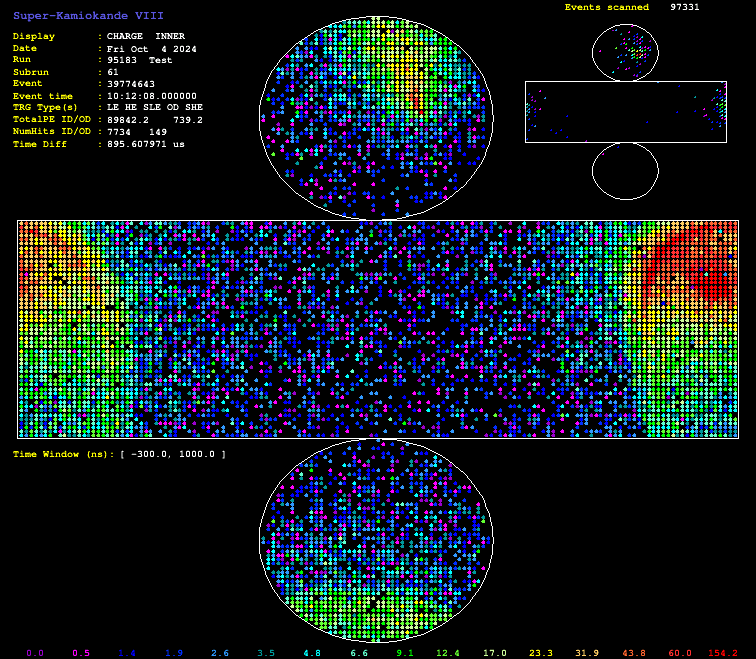 Super-Kamiokande VIII
Events scanned 97331
Display : CHARGE INNER
Date : Fri Oct 4 2024
Run : 95183 Test
Subrun : 61
Event : 39774643
Event time : 10:12:08.000000
TRG Type(s) : LE HE SLE OD SHE
TotalPE ID/OD : 89842.2 739.2
NumHits ID/OD : 7734 149
Time Diff : 895.607971 us
Time Window (ns): [ -300.0, 1000.0 ]
0.0 0.5 1.4 1.9 2.6 3.5 4.8 6.6 9.1 12.4 17.0 23.3 31.9 43.8 60.0 154.2